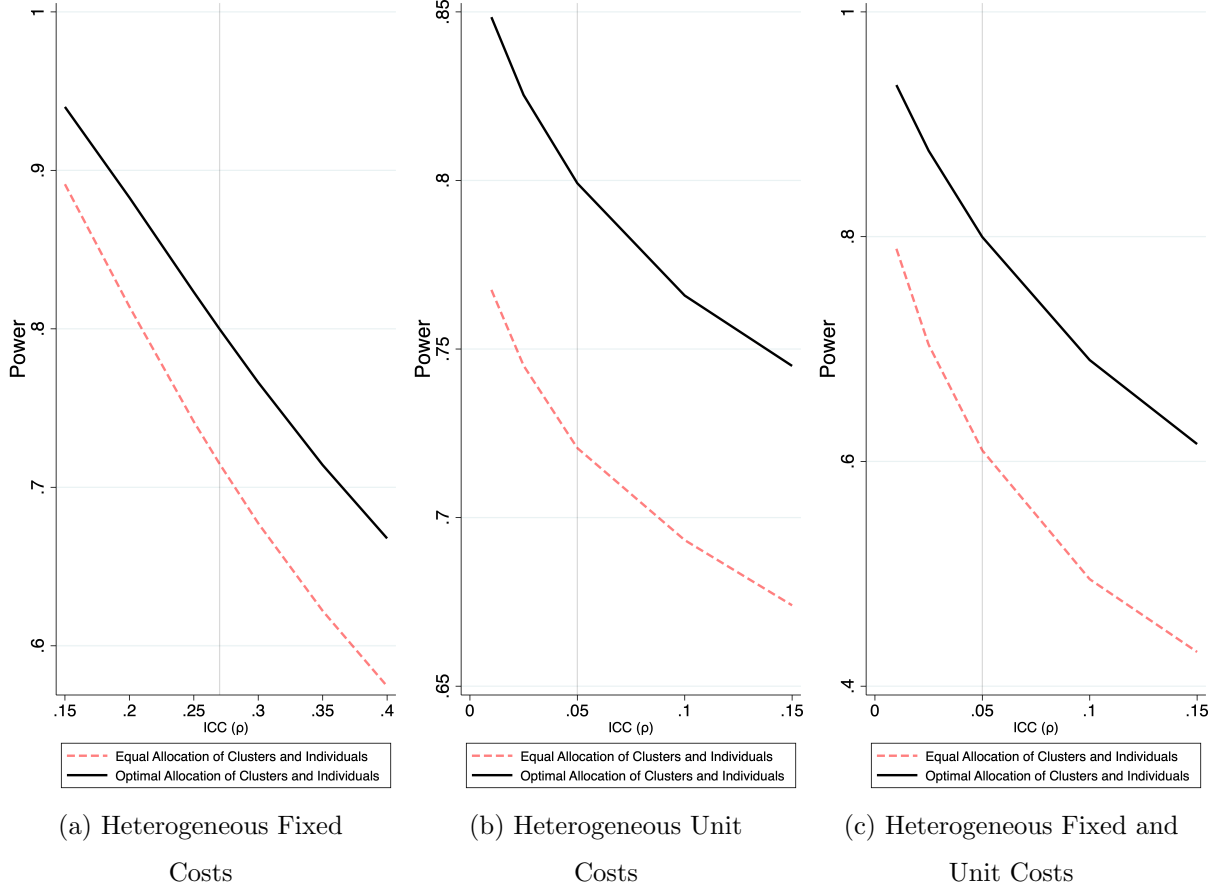 Power
1
.9
.8
.7
.6
.15 .2 .25 .3 .35 .4
ICC (ρ)
Equal Allocation of Clusters and Individuals
Optimal Allocation of Clusters and Individuals
(a) Heterogeneous Fixed
Costs
Power
.85
.8
.75
.7
.65
0 .05 .1 .15
ICC (ρ)
Equal Allocation of Clusters and Individuals
Optimal Allocation of Clusters and Individuals
(b) Heterogeneous Unit
Costs
Power
1
.8
.6
.4
0 .05 .1 .15
ICC (ρ)
Equal Allocation of Clusters and Individuals
Optimal Allocation of Clusters and Individuals
(c) Heterogeneous Fixed and
Unit Costs